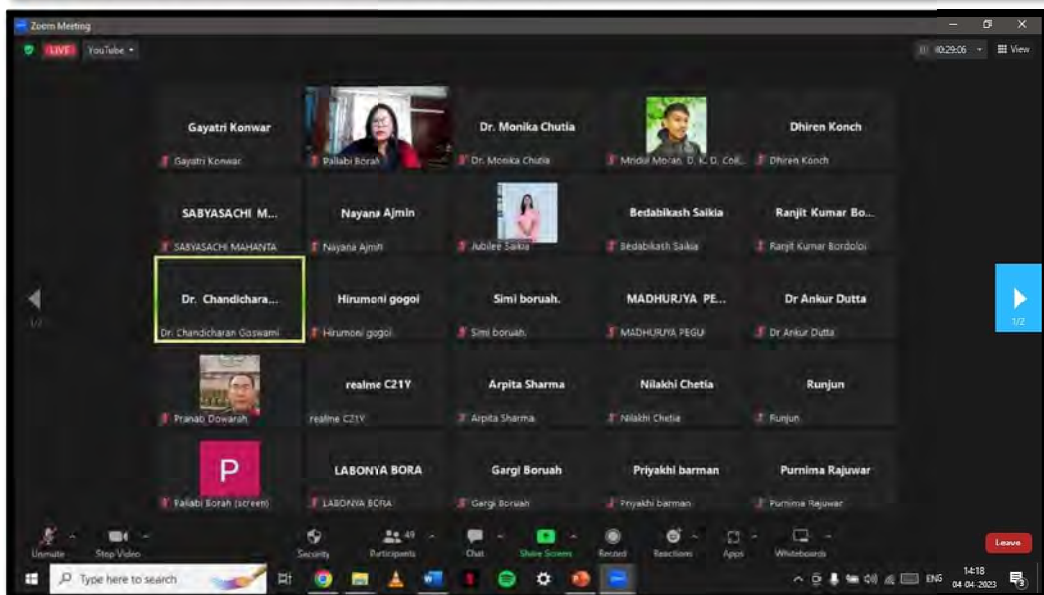 Zoom Meeting
LIVE YouTube
0:29:06 View
Gayatri Konwar
Gayatri Konwar
Pallabi Borah
Dr. Monika Chutia
Dr. Monika Chutia
Mridul Moran, D. K. D. Coll...
Dhiren Konch
Dhiren Konch
SABYASACHI M...
SABYASACHI MAHANTA
Nayana Ajmin
Nayana Ajmin
Jubilee Saikia
Bedabikash Saikia
Bedabikash Saikia
Ranjit Kumar Bo...
Ranjit Kumar Bordoloi
Dr. Chandichara...
Dr. Chandicharan Goswami
Hirumoni gogoi
Hirumoni gogoi
Simi boruah.
Simi boruah.
MADHURJYA PE...
MADHURJYA PEGU
Dr Ankur Dutta
Dr Ankur Dutta
Pranab Dowarah
realme C21Y
realme C21Y
Arpita Sharma
Arpita Sharma
Nilakhi Chetia
Nilakhi Chetia
Runjun
Runjun
P
Pallabi Borah (screen)
LABONYA BORA
LABONYA BORA
Gargi Boruah
Gargi Boruah
Priyakhi barman
Priyakhi barman
Purnima Rajuwar
Purnima Rajuwar
1/2
1/2
Unmute Stop Video Security Participants 49 Chat Share Screen Record Reactions Apps Whiteboards Leave
Type here to search
ENG 14:18
04-04-2023